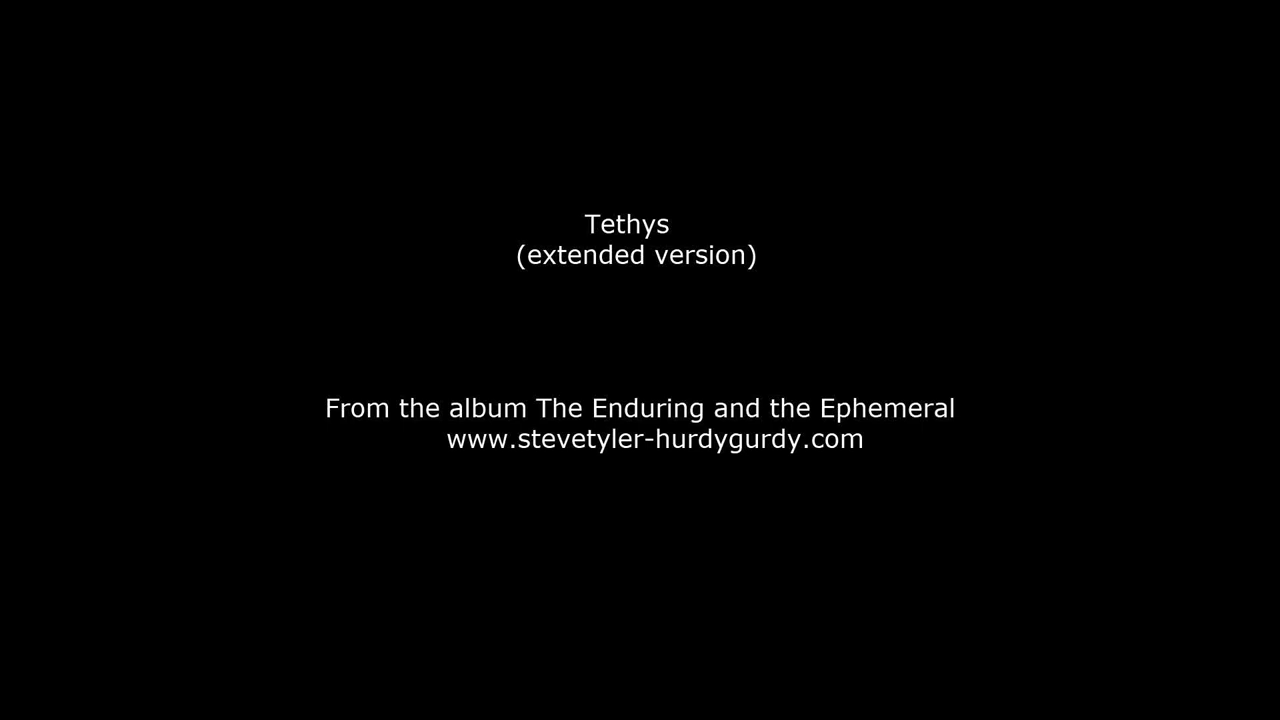 Tethys
(extended version)
From the album The Enduring and the Ephemeral
www.stevetyler-hurdygurdy.com